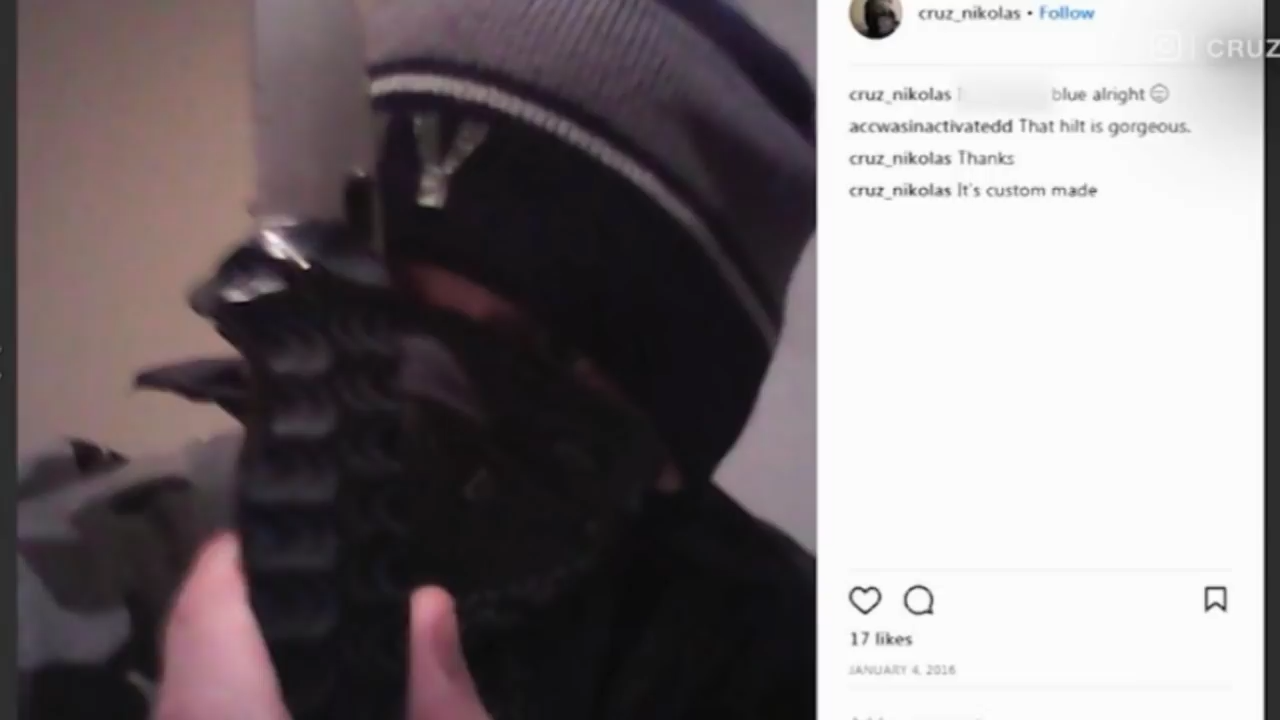 cruz_nikolas • Follow
CRUZ
cruz_nikolas blue alright
accwasinactivatedd That hilt is gorgeous.
cruz_nikolas Thanks
cruz_nikolas It's custom made
17 likes
JANUARY 4, 2016